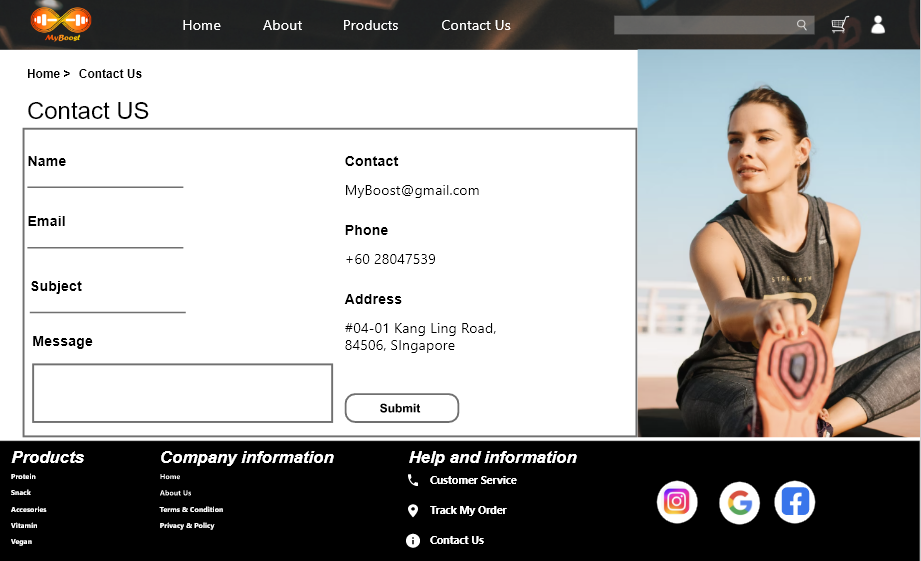 MyBoost
Home
About
Products
Contact Us
Home >
Contact Us
Contact US
Name
Email
Subject
Message
Contact
MyBoost@gmail.com
Phone
+60 28047539
Address
#04-01 Kang Ling Road,
84506, SIngapore
Submit
STRENGTH
Products
Protein
Snack
Accesories
Vitamin
Vegan
Company information
Home
About Us
Terms & Condition
Privacy & Policy
Help and information
Customer Service
Track My Order
Contact Us